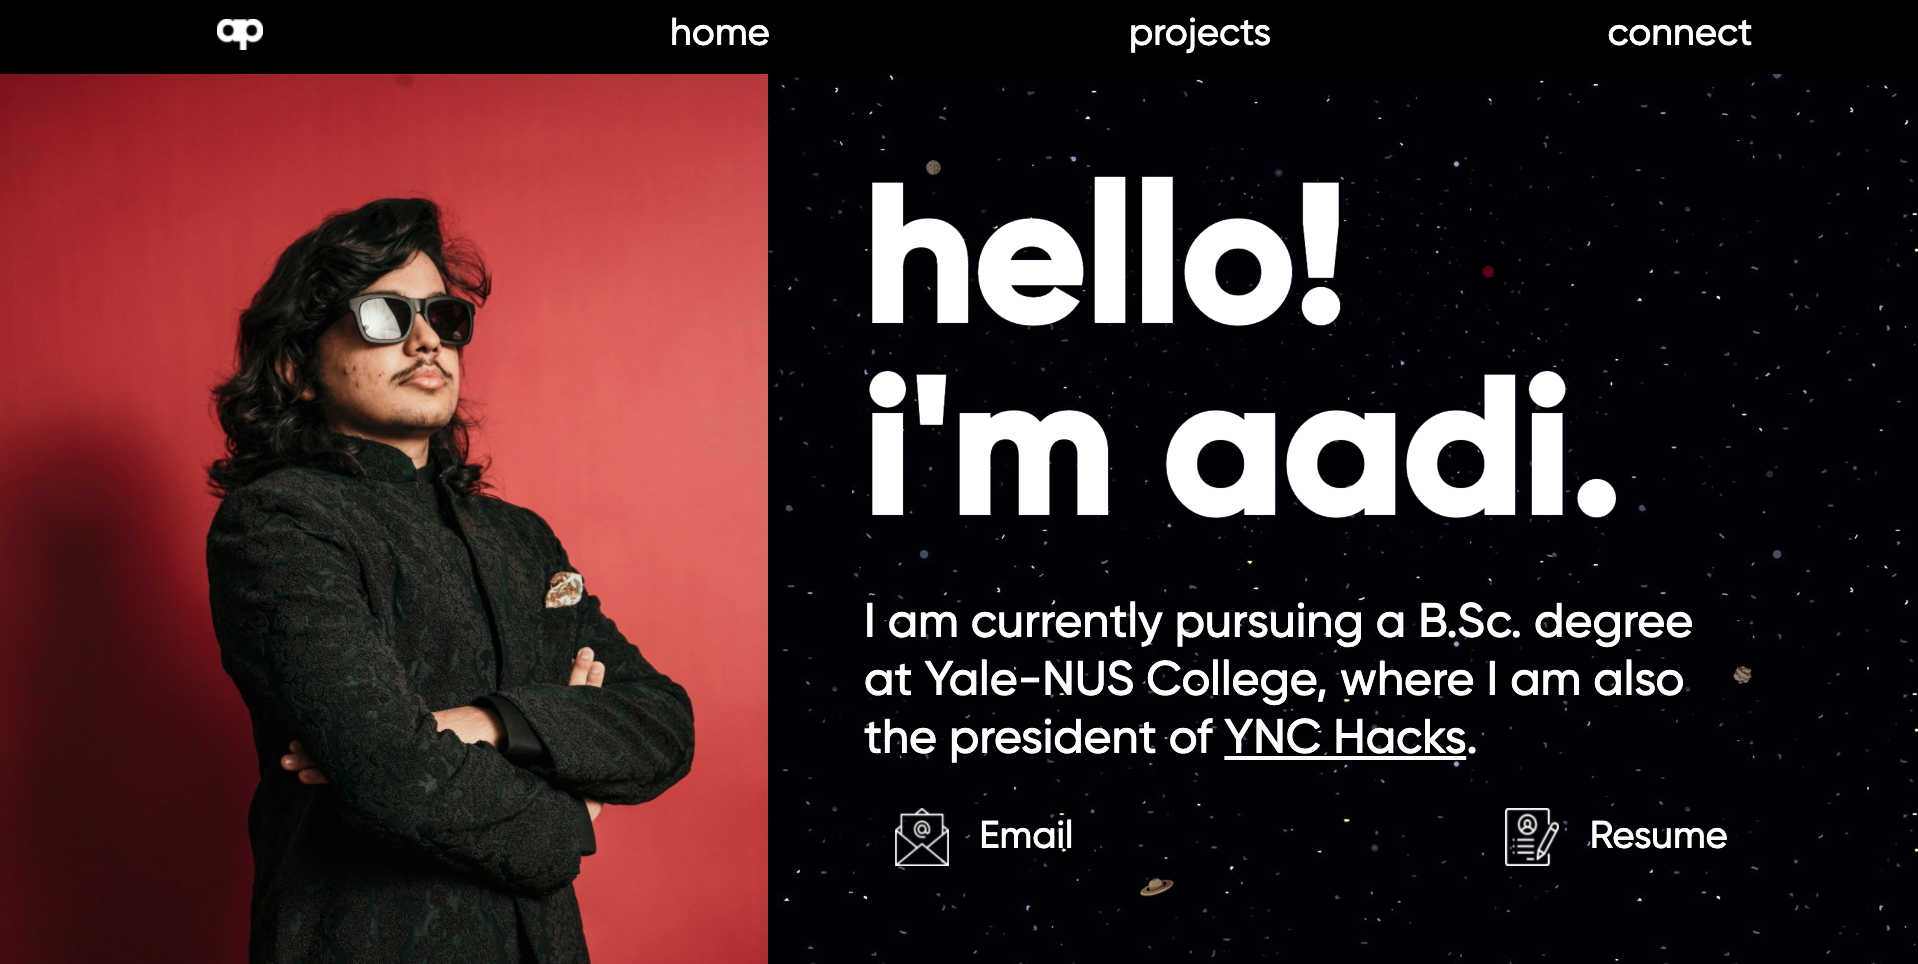 ap
home
projects
connect
hello!
i'm aadi.
I am currently pursuing a B.Sc. degree
at Yale-NUS College, where I am also
the president of YNC Hacks.
Email
Resume